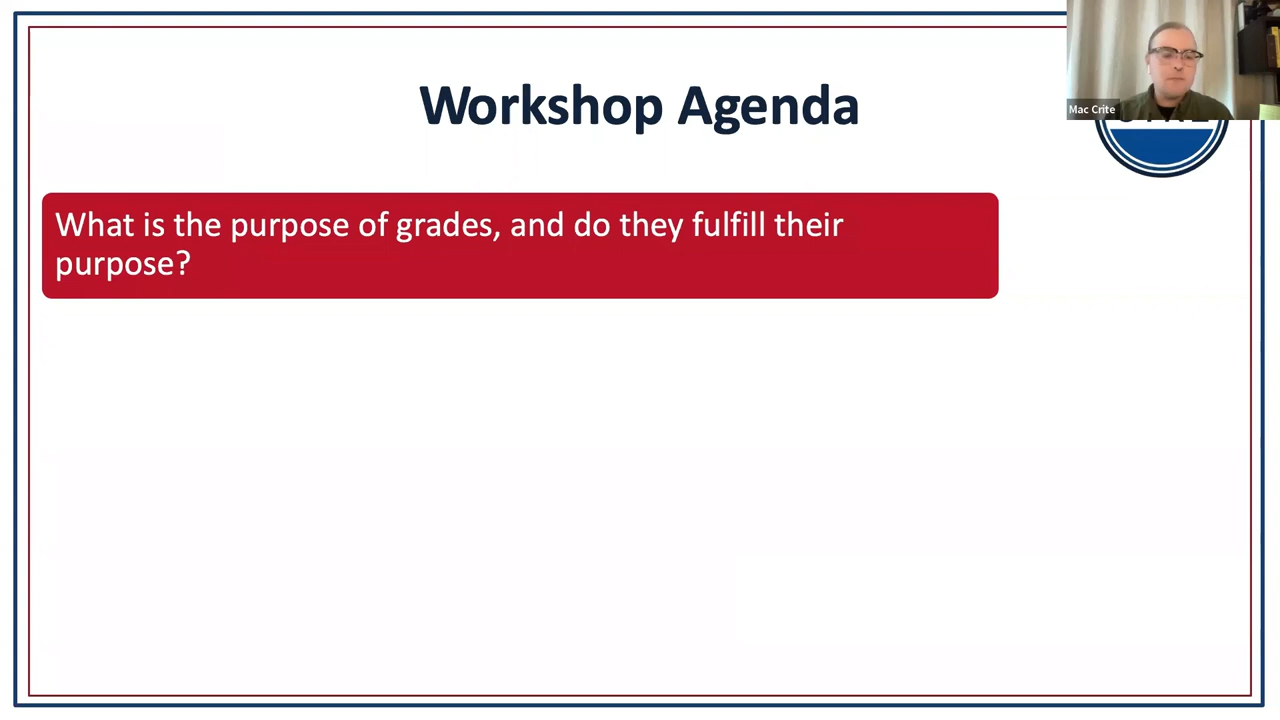 Workshop Agenda
Mac Crite
What is the purpose of grades, and do they fulfill their
purpose?